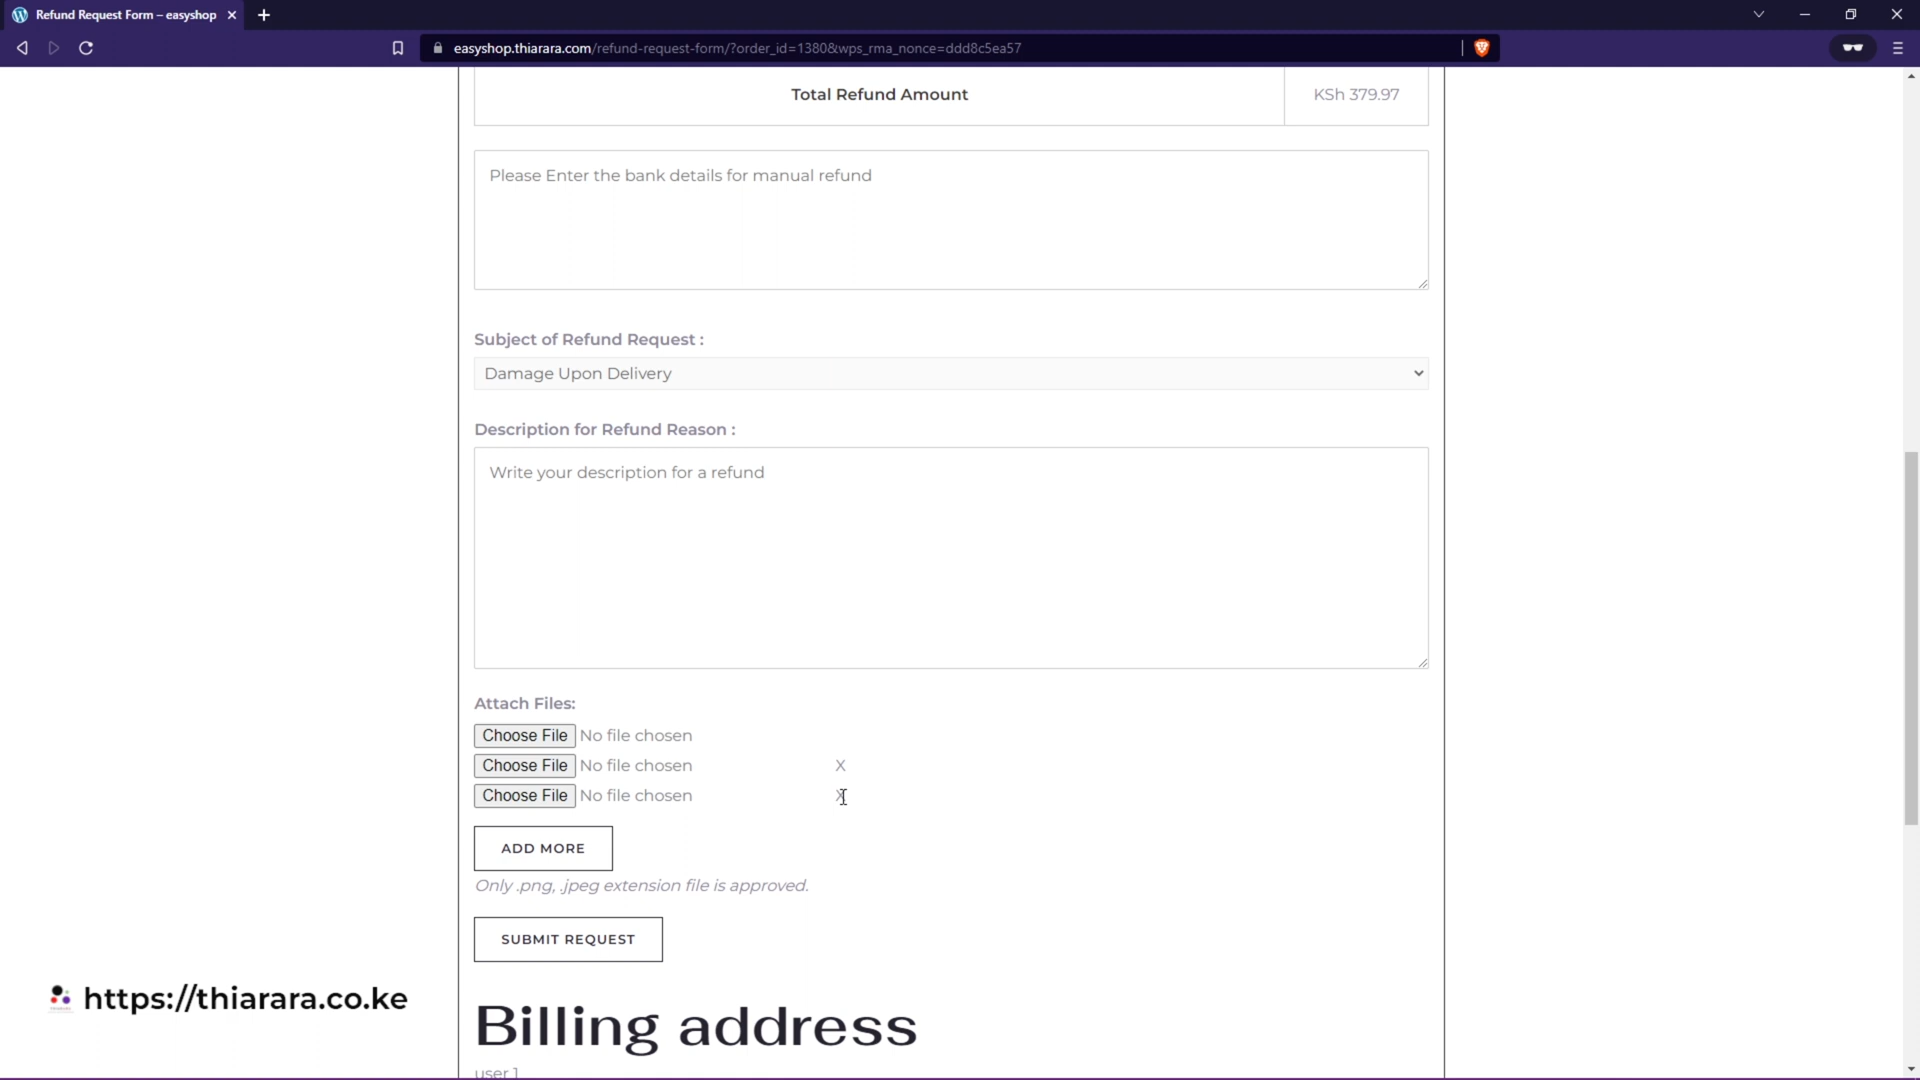 Refund Request Form – easyshop
easyshop.thiarara.com/refund-request-form/?order_id=1380&wps_rma_nonce=ddd8c5ea57
Total Refund Amount
KSh 379.97
Please Enter the bank details for manual refund
Subject of Refund Request :
Damage Upon Delivery
Description for Refund Reason :
Write your description for a refund
Attach Files:
Choose File No file chosen
Choose File No file chosen X
Choose File No file chosen X
ADD MORE
Only .png, .jpeg extension file is approved.
SUBMIT REQUEST
https://thiarara.co.ke
Billing address
user 1